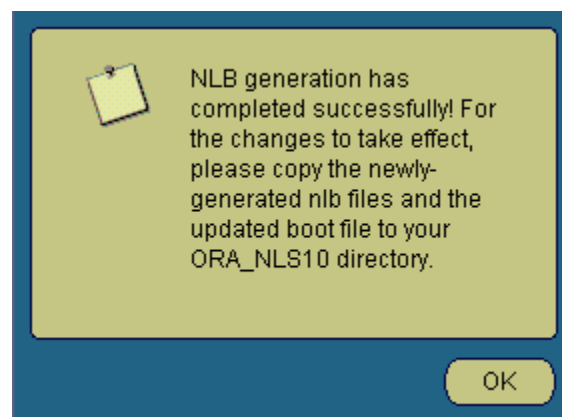 NLB generation has
completed successfully! For
the changes to take effect,
please copy the newly-
generated nlb files and the
updated boot file to your
ORA_NLS10 directory.
OK